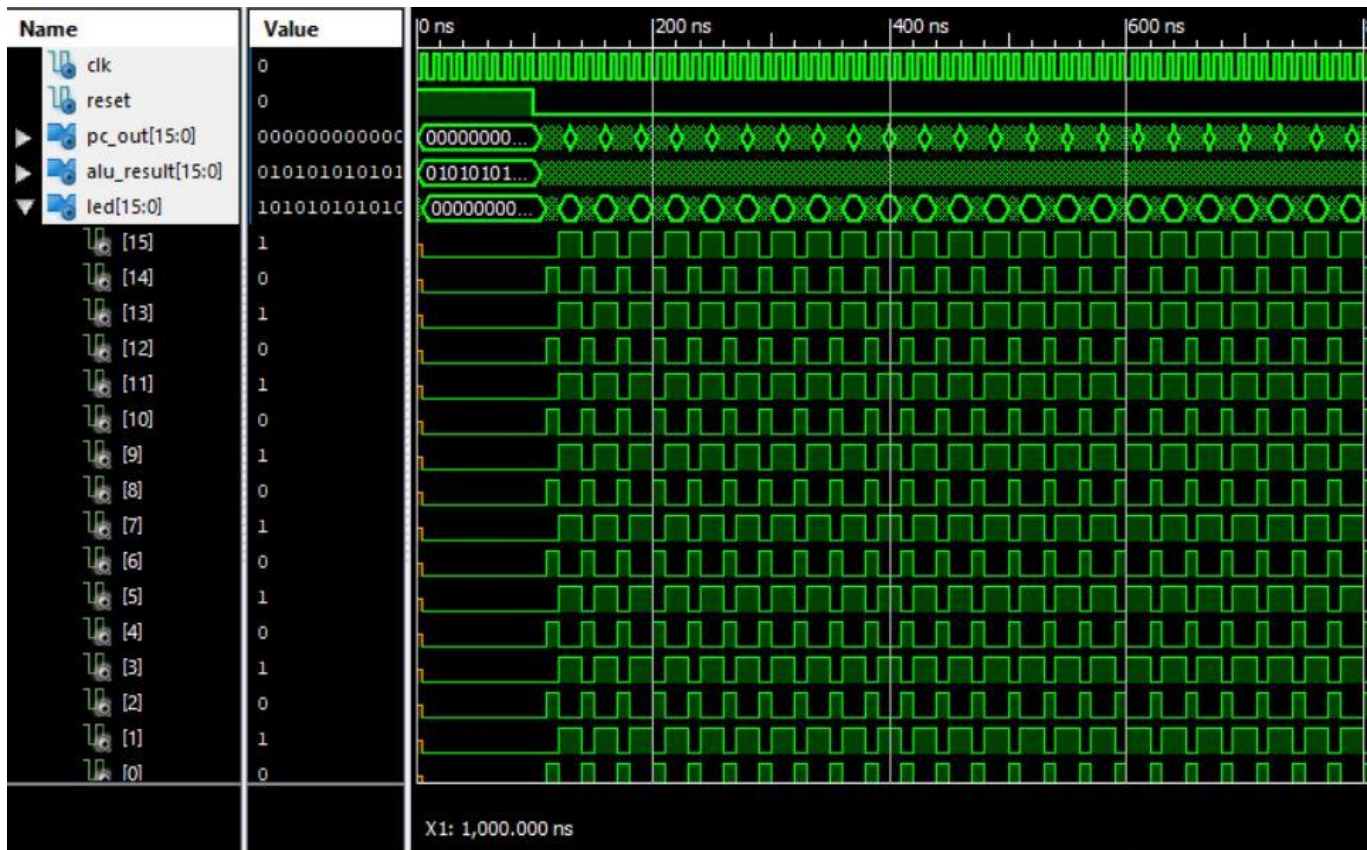 Name Value 0 ns 200 ns 400 ns 600 ns
clk 0
reset 0
pc_out[15:0] 0000000000000 00000000...
alu_result[15:0] 010101010101 01010101...
led[15:0] 101010101010 00000000...
[15] 1
[14] 0
[13] 1
[12] 0
[11] 1
[10] 0
[9] 1
[8] 0
[7] 1
[6] 0
[5] 1
[4] 0
[3] 1
[2] 0
[1] 1
[0] 0
X1: 1,000.000 ns